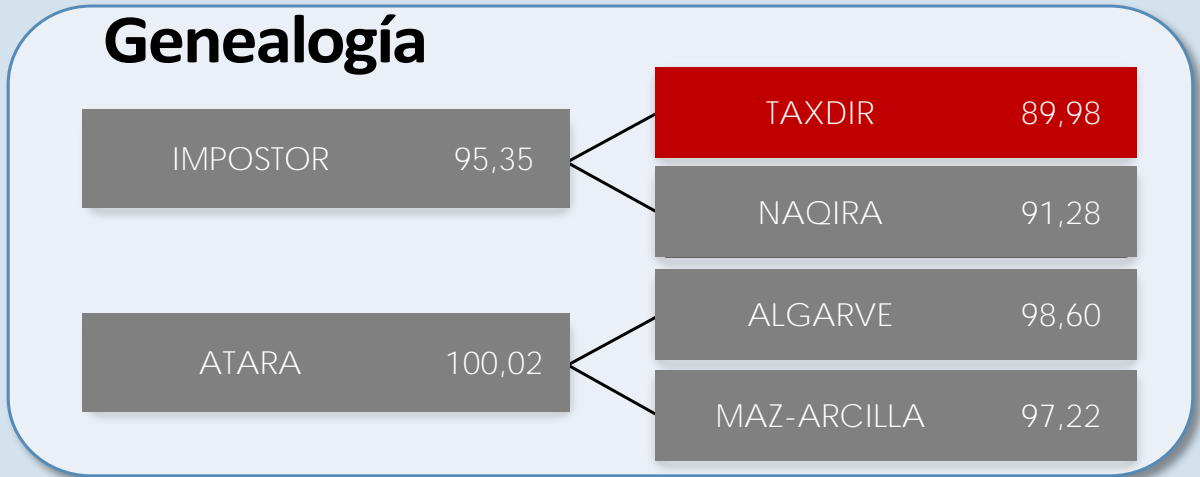 Genealogía
IMPOSTOR 95,35
TAXDIR 89,98
NAQIRA 91,28
ATARA 100,02
ALGARVE 98,60
MAZ-ARCILLA 97,22